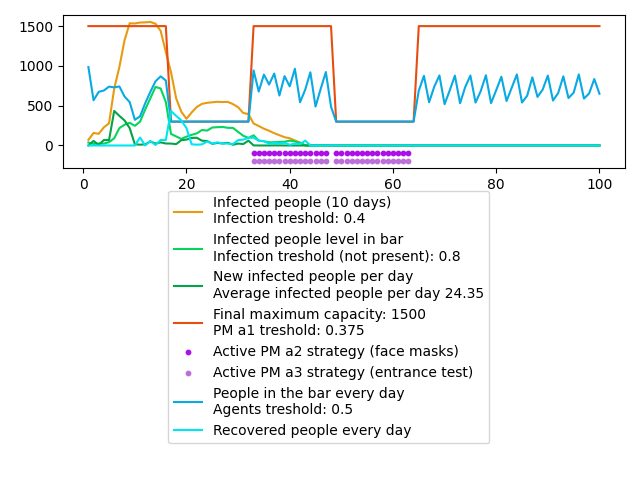 1500
1000
500
0
0 20 40 60 80 100
Infected people (10 days)
Infection treshold: 0.4
Infected people level in bar
Infection treshold (not present): 0.8
New infected people per day
Average infected people per day 24.35
Final maximum capacity: 1500
PM a1 treshold: 0.375
Active PM a2 strategy (face masks)
Active PM a3 strategy (entrance test)
People in the bar every day
Agents treshold: 0.5
Recovered people every day